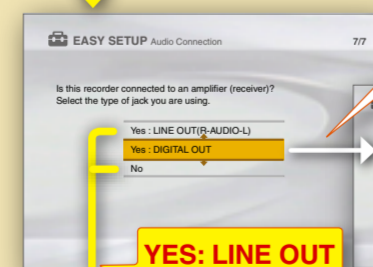 EASY SETUP Audio Connection 7/7
Is this recorder connected to an amplifier (receiver)?
Select the type of jack you are using.
Yes : LINE OUT(R-AUDIO-L)
Yes : DIGITAL OUT
No
YES: LINE OUT